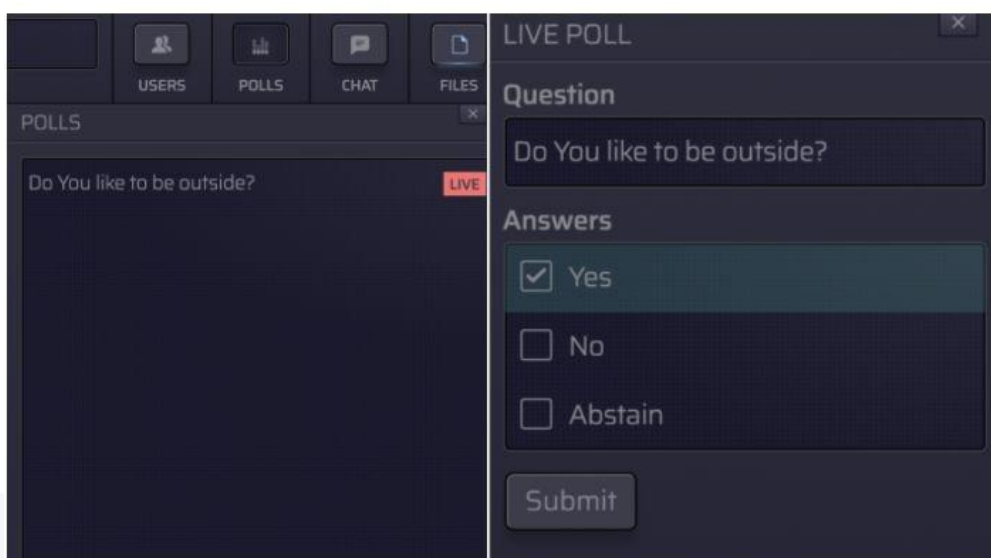 USERS POLLS CHAT FILES
POLLS
Do You like to be outside? LIVE
LIVE POLL
Question
Do You like to be outside?
Answers
Yes
No
Abstain
Submit